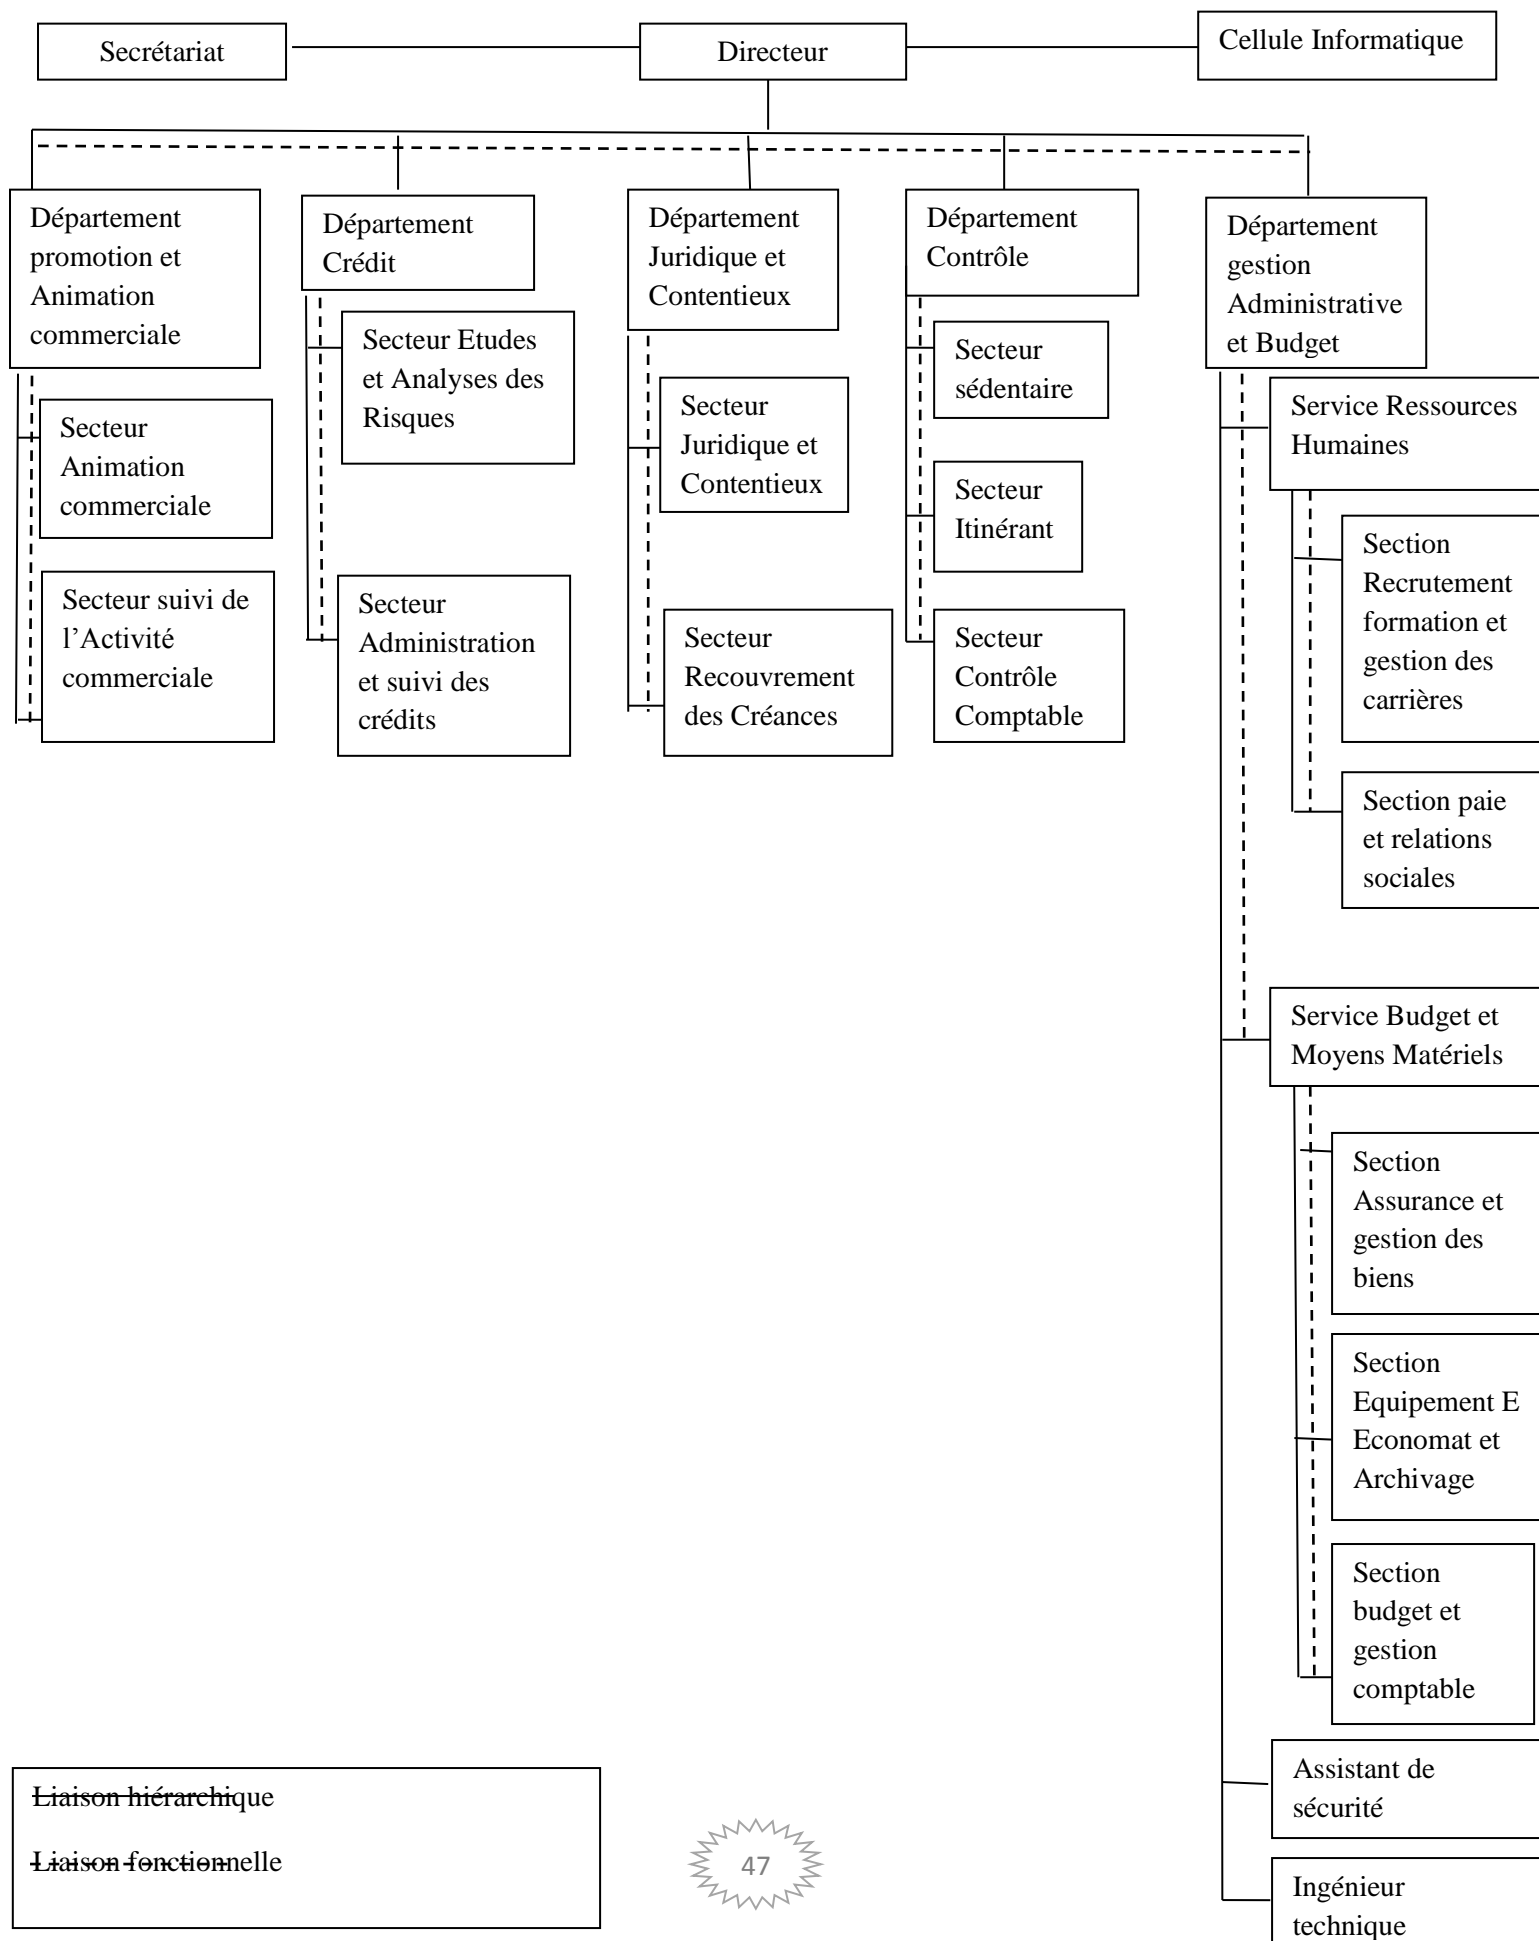 Secrétariat
Directeur
Cellule Informatique
Département
promotion et
Animation
commerciale
Secteur
Animation
commerciale
Secteur suivi de
l’Activité
commerciale
Département
Crédit
Secteur Etudes
et Analyses des
Risques
Secteur
Administration
et suivi des
crédits
Département
Juridique et
Contentieux
Secteur
Juridique et
Contentieux
Secteur
Recouvrement
des Créances
Département
Contrôle
Secteur
sédentaire
Secteur
Itinérant
Secteur
Contrôle
Comptable
Département
gestion
Administrative
et Budget
Service Ressources
Humaines
Section
Recrutement
formation et
gestion des
carrières
Section paie
et relations
sociales
Service Budget et
Moyens Matériels
Section
Assurance et
gestion des
biens
Section
Equipement E
Economat et
Archivage
Section
budget et
gestion
comptable
Assistant de
sécurité
Ingénieur
technique
Liaison hiérarchique
Liaison fonctionnelle
47